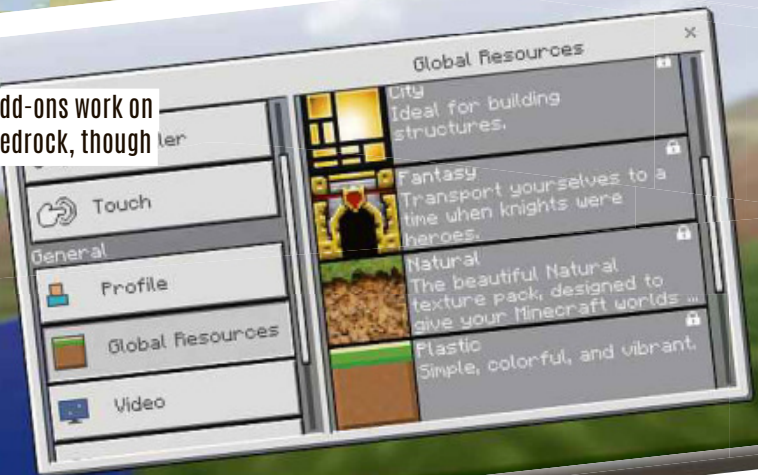 Global Resources
dd-ons work on
edrock, though
ler
Touch
General
Profile
Global Resources
Video
City
Ideal for building
structures.
Fantasy
Transport yourselves to a
time when knights were
heroes.
Natural
The beautiful Natural
texture pack, designed to
give your Minecraft worlds ...
Plastic
Simple, colorful, and vibrant.